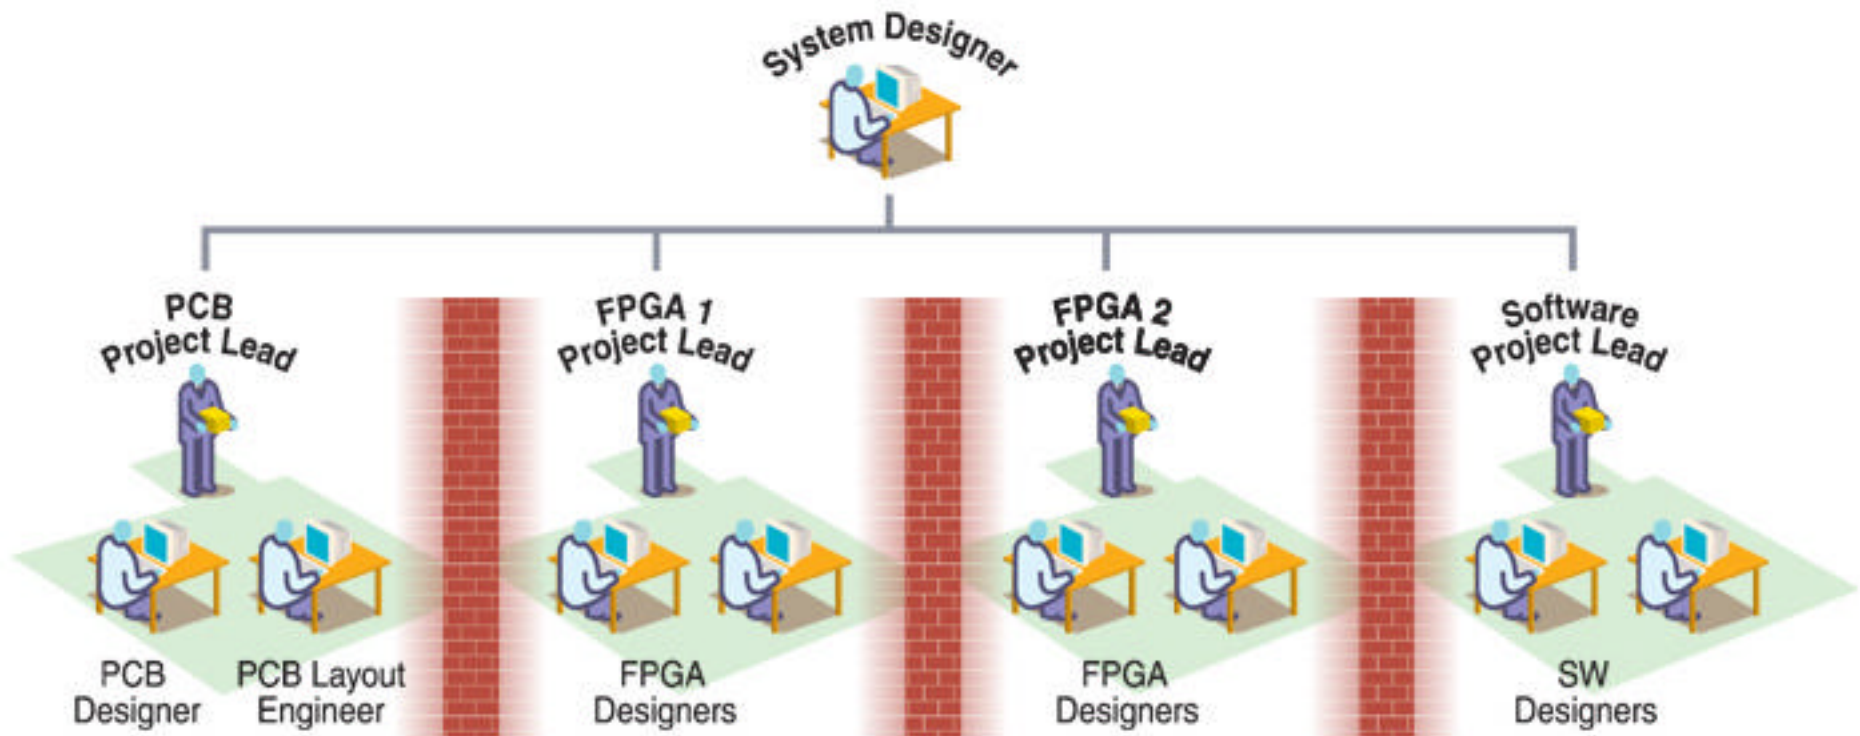 System Designer
PCB
Project Lead
FPGA 1
Project Lead
FPGA 2
Project Lead
Software
Project Lead
PCB
Designer
PCB Layout
Engineer
FPGA
Designers
FPGA
Designers
SW
Designers